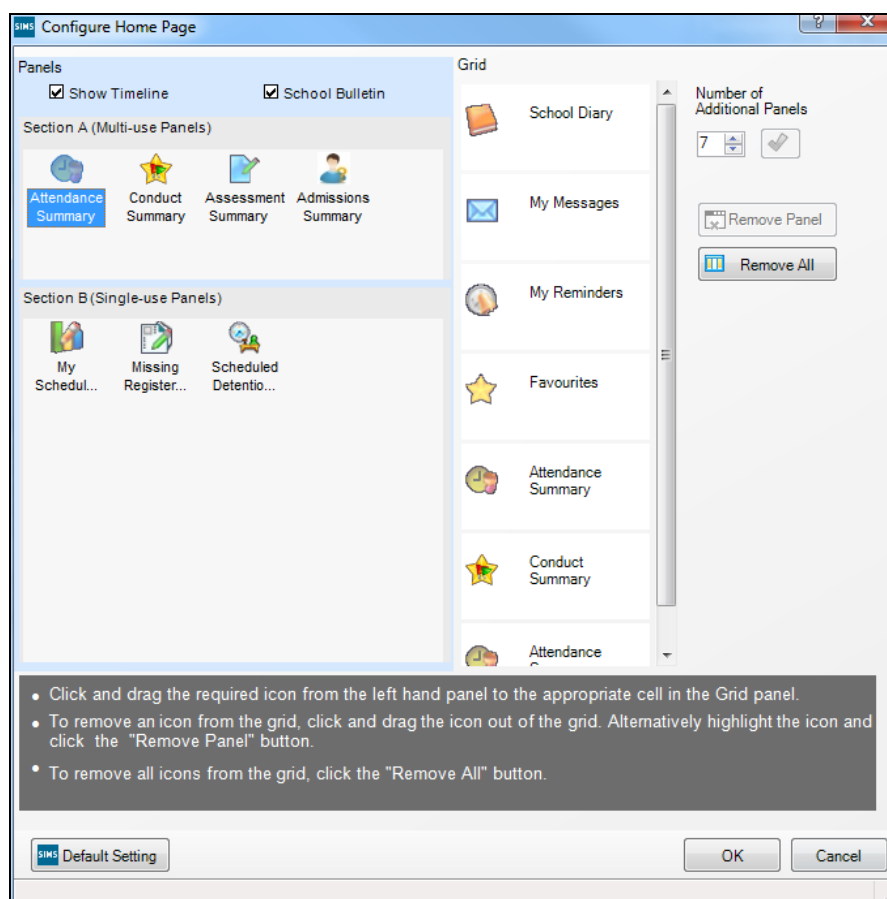 SIMS Configure Home Page
Panels
Show Timeline
School Bulletin
Section A (Multi-use Panels)
Attendance
Summary
Conduct
Summary
Assessment
Summary
Admissions
Summary
Section B (Single-use Panels)
My
Schedul...
Missing
Register...
Scheduled
Detentio...
Grid
School Diary
My Messages
My Reminders
Favourites
Attendance
Summary
Conduct
Summary
Attendance
Number of
Additional Panels
7
Remove Panel
Remove All
• Click and drag the required icon from the left hand panel to the appropriate cell in the Grid panel.
• To remove an icon from the grid, click and drag the icon out of the grid. Alternatively highlight the icon and
click the "Remove Panel" button.
• To remove all icons from the grid, click the "Remove All" button.
SIMS Default Setting
OK
Cancel